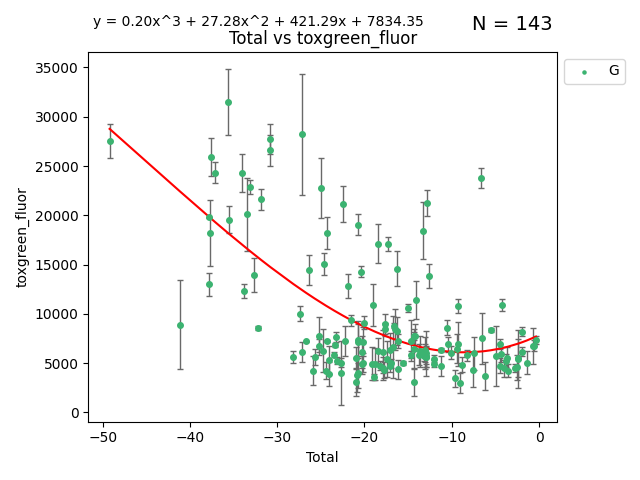 y = 0.20x^3 + 27.28x^2 + 421.29x + 7834.35
N = 143
Total vs toxgreen_fluor
G
toxgreen_fluor
35000
30000
25000
20000
15000
10000
5000
0
−50
−40
−30
−20
−10
0
Total